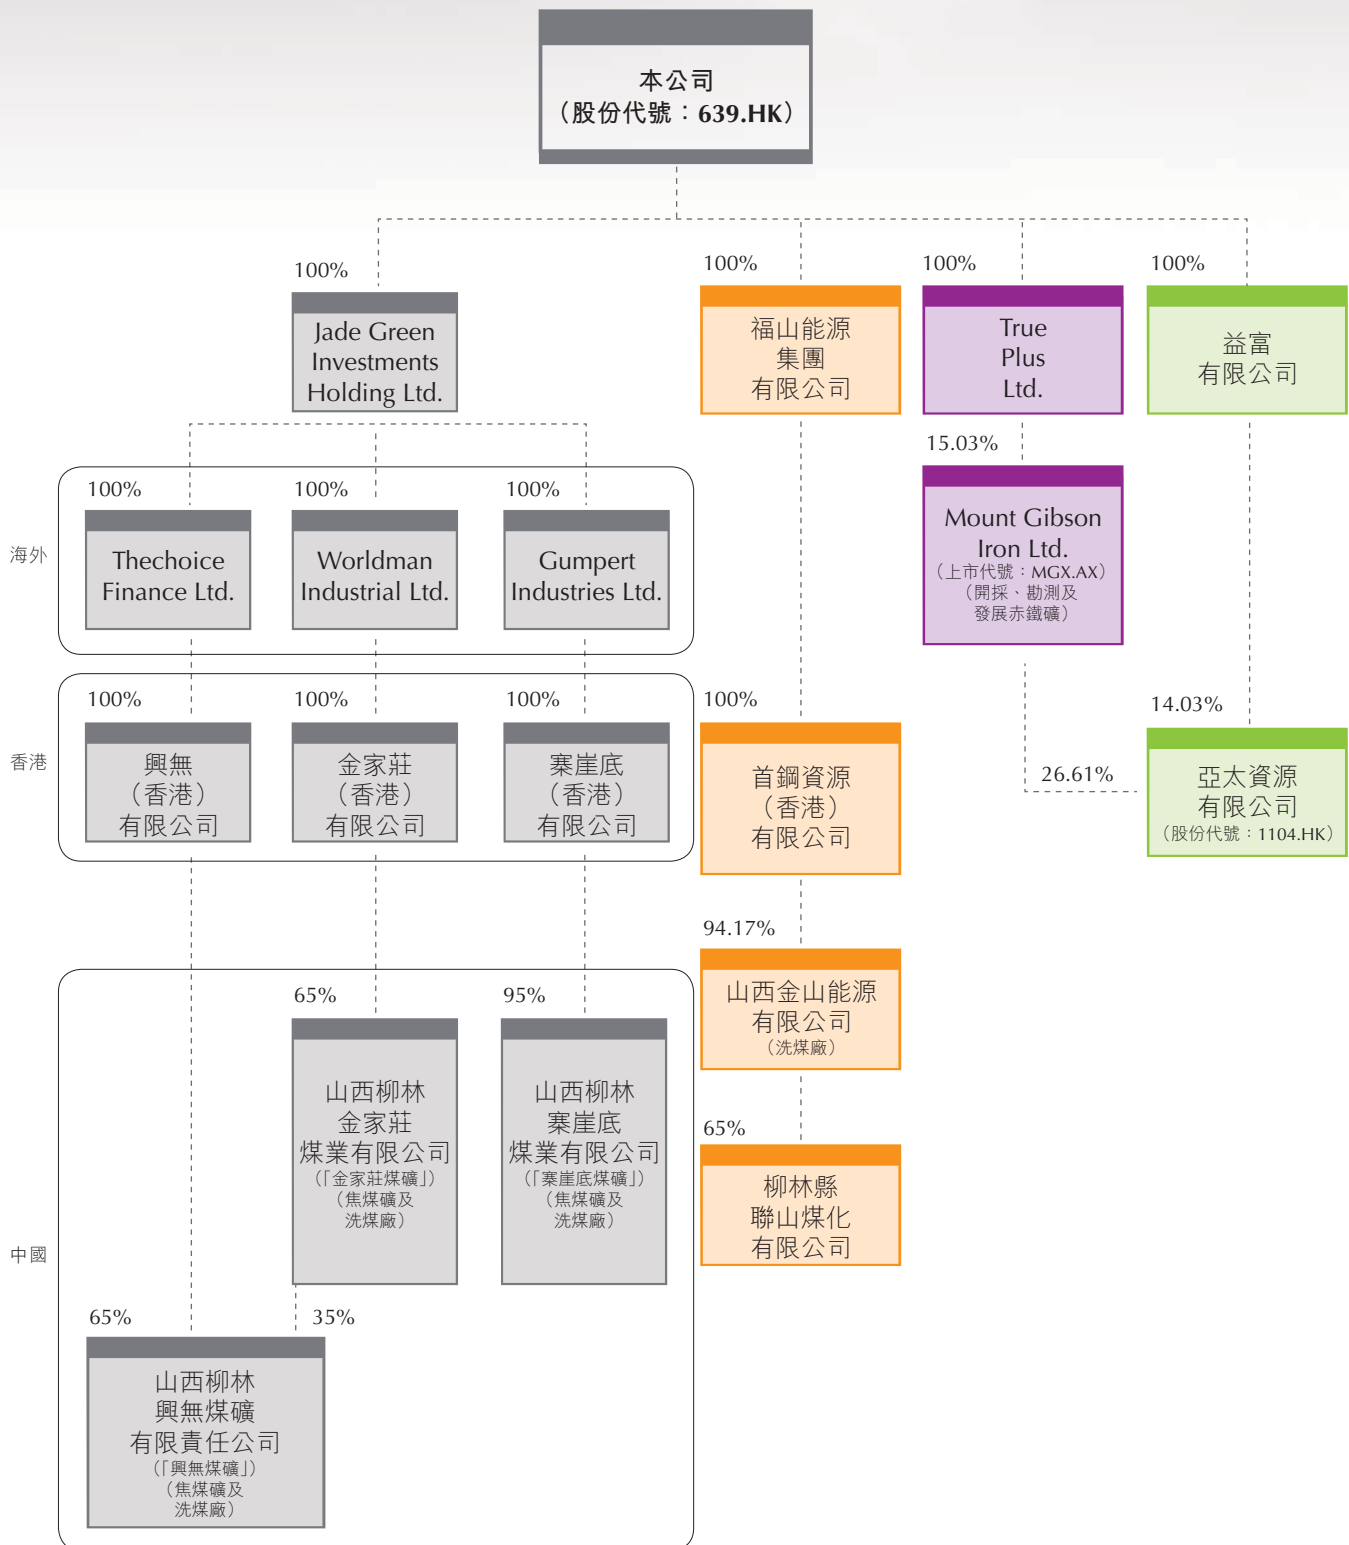 本公司
（股份代號：639.HK）
100%
100%
100%
100%
Jade Green
Investments
Holding Ltd.
福山能源
集團
有限公司
True
Plus
Ltd.
益富
有限公司
15.03%
海外
100%
100%
100%
Thechoice
Finance Ltd.
Worldman
Industrial Ltd.
Gumpert
Industries Ltd.
Mount Gibson
Iron Ltd.
（上市代號：MGX.AX）
（開採、勘測及
發展赤鐵礦）
香港
100%
100%
100%
100%
14.03%
26.61%
興無
（香港）
有限公司
金家莊
（香港）
有限公司
寨崖底
（香港）
有限公司
首鋼資源
（香港）
有限公司
亞太資源
有限公司
（股份代號：1104.HK）
94.17%
山西金山能源
有限公司
（洗煤廠）
中國
65%
95%
山西柳林
金家莊
煤業有限公司
（「金家莊煤礦」）
（焦煤礦及
洗煤廠）
山西柳林
寨崖底
煤業有限公司
（「寨崖底煤礦」）
（焦煤礦及
洗煤廠）
65%
柳林縣
聯山煤化
有限公司
65%
35%
山西柳林
興無煤礦
有限責任公司
（「興無煤礦」）
（焦煤礦及
洗煤廠）